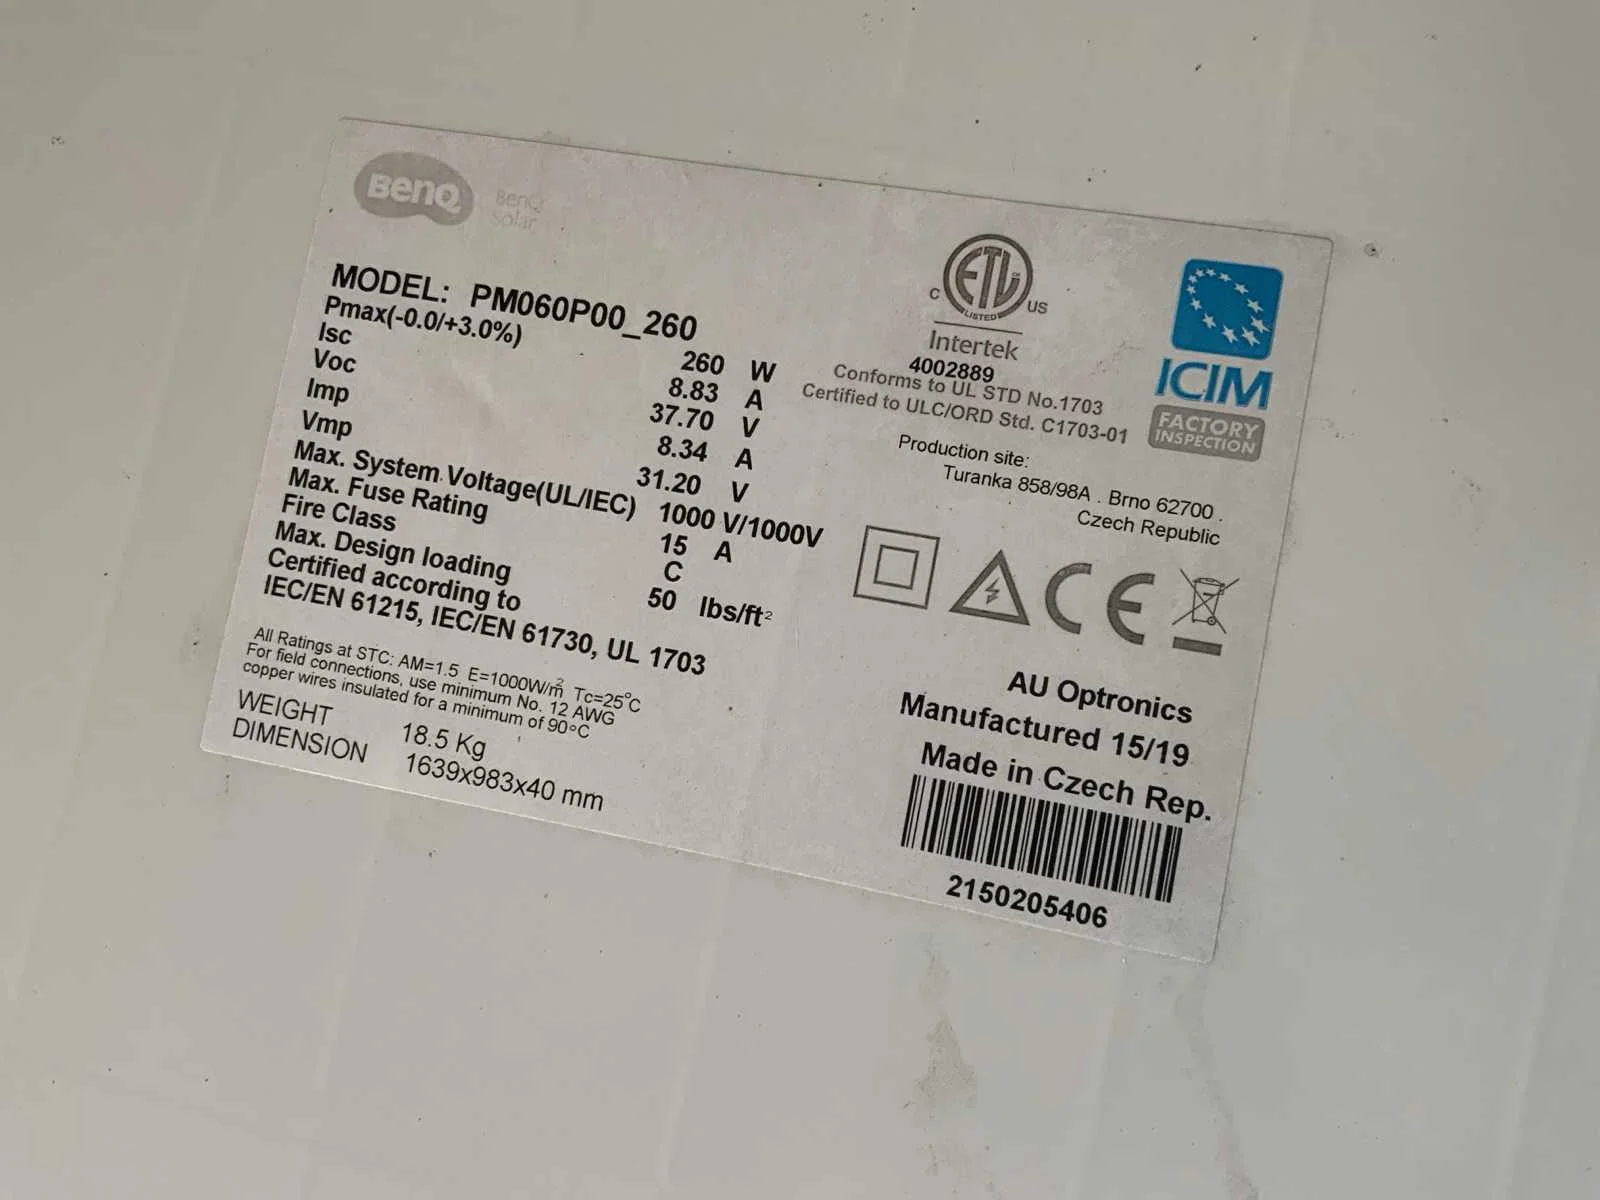 BenQ
BenQ
Solar
MODEL: PM060P00_260
Pmax(-0.0/+3.0%) 260 W
Isc 8.83 A
Voc 37.70 V
Imp 8.34 A
Vmp 31.20 V
Max. System Voltage(UL/IEC) 1000 V/1000V
Max. Fuse Rating 15 A
Fire Class C
Max. Design loading 50 lbs/ft²
Certified according to
IEC/EN 61215, IEC/EN 61730, UL 1703
All Ratings at STC: AM=1.5 E=1000W/m² Tc=25°C
For field connections, use minimum No. 12 AWG
copper wires insulated for a minimum of 90°C
WEIGHT 18.5 Kg
DIMENSION 1639x983x40 mm
C ETL US
LISTED
Intertek
4002889
Conforms to UL STD No.1703
Certified to ULC/ORD Std. C1703-01
ICIM
FACTORY
INSPECTION
Production site:
Turanka 858/98A . Brno 62700 .
Czech Republic
CE
AU Optronics
Manufactured 15/19
Made in Czech Rep.
2150205406